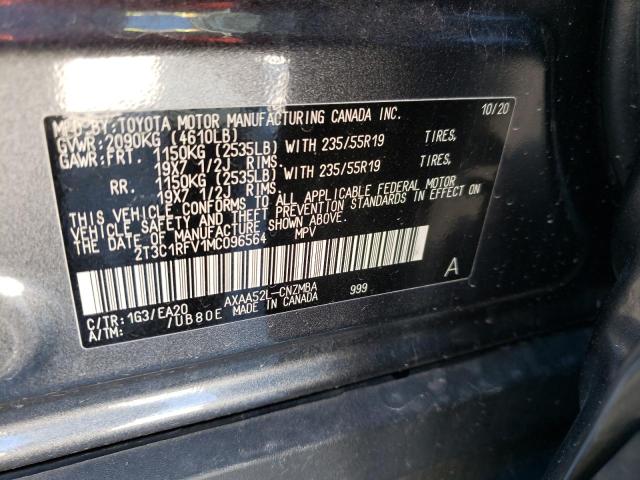 MFD.BY:TOYOTA MOTOR MANUFACTURING CANADA INC. 10/20
GVWR:2090KG (4610LB)
GAWR:FRT. 1150KG (2535LB) WITH 235/55R19 TIRES,
19X7 1/2J RIMS.
RR. 1150KG (2535LB) WITH 235/55R19 TIRES,
19X7 1/2J RIMS.
THIS VEHICLE CONFORMS TO ALL APPLICABLE FEDERAL MOTOR
VEHICLE SAFETY AND THEFT PREVENTION STANDARDS IN EFFECT ON
THE DATE OF MANUFACTURE SHOWN ABOVE.
2T3C1RFV1MC096564 MPV
A
C/TR: 1G3/EA20 AXAA52L-CNZMBA 999
A/TM: /UB80E MADE IN CANADA